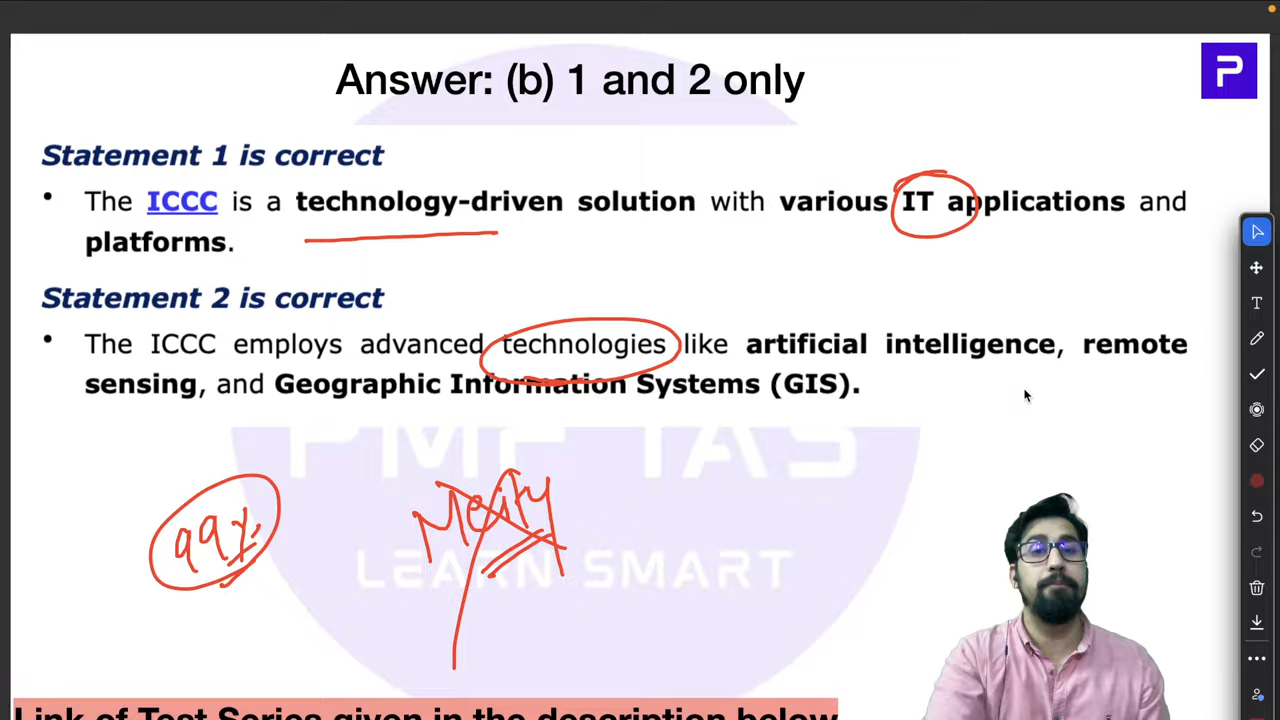 P
Answer: (b) 1 and 2 only
Statement 1 is correct
• The ICCC is a technology-driven solution with various IT applications and
platforms.
Statement 2 is correct
• The ICCC employs advanced technologies like artificial intelligence, remote
sensing, and Geographic Information Systems (GIS).
PMF IAS
99%
Meity
LEARN SMART
Link of Test Series given in the description below